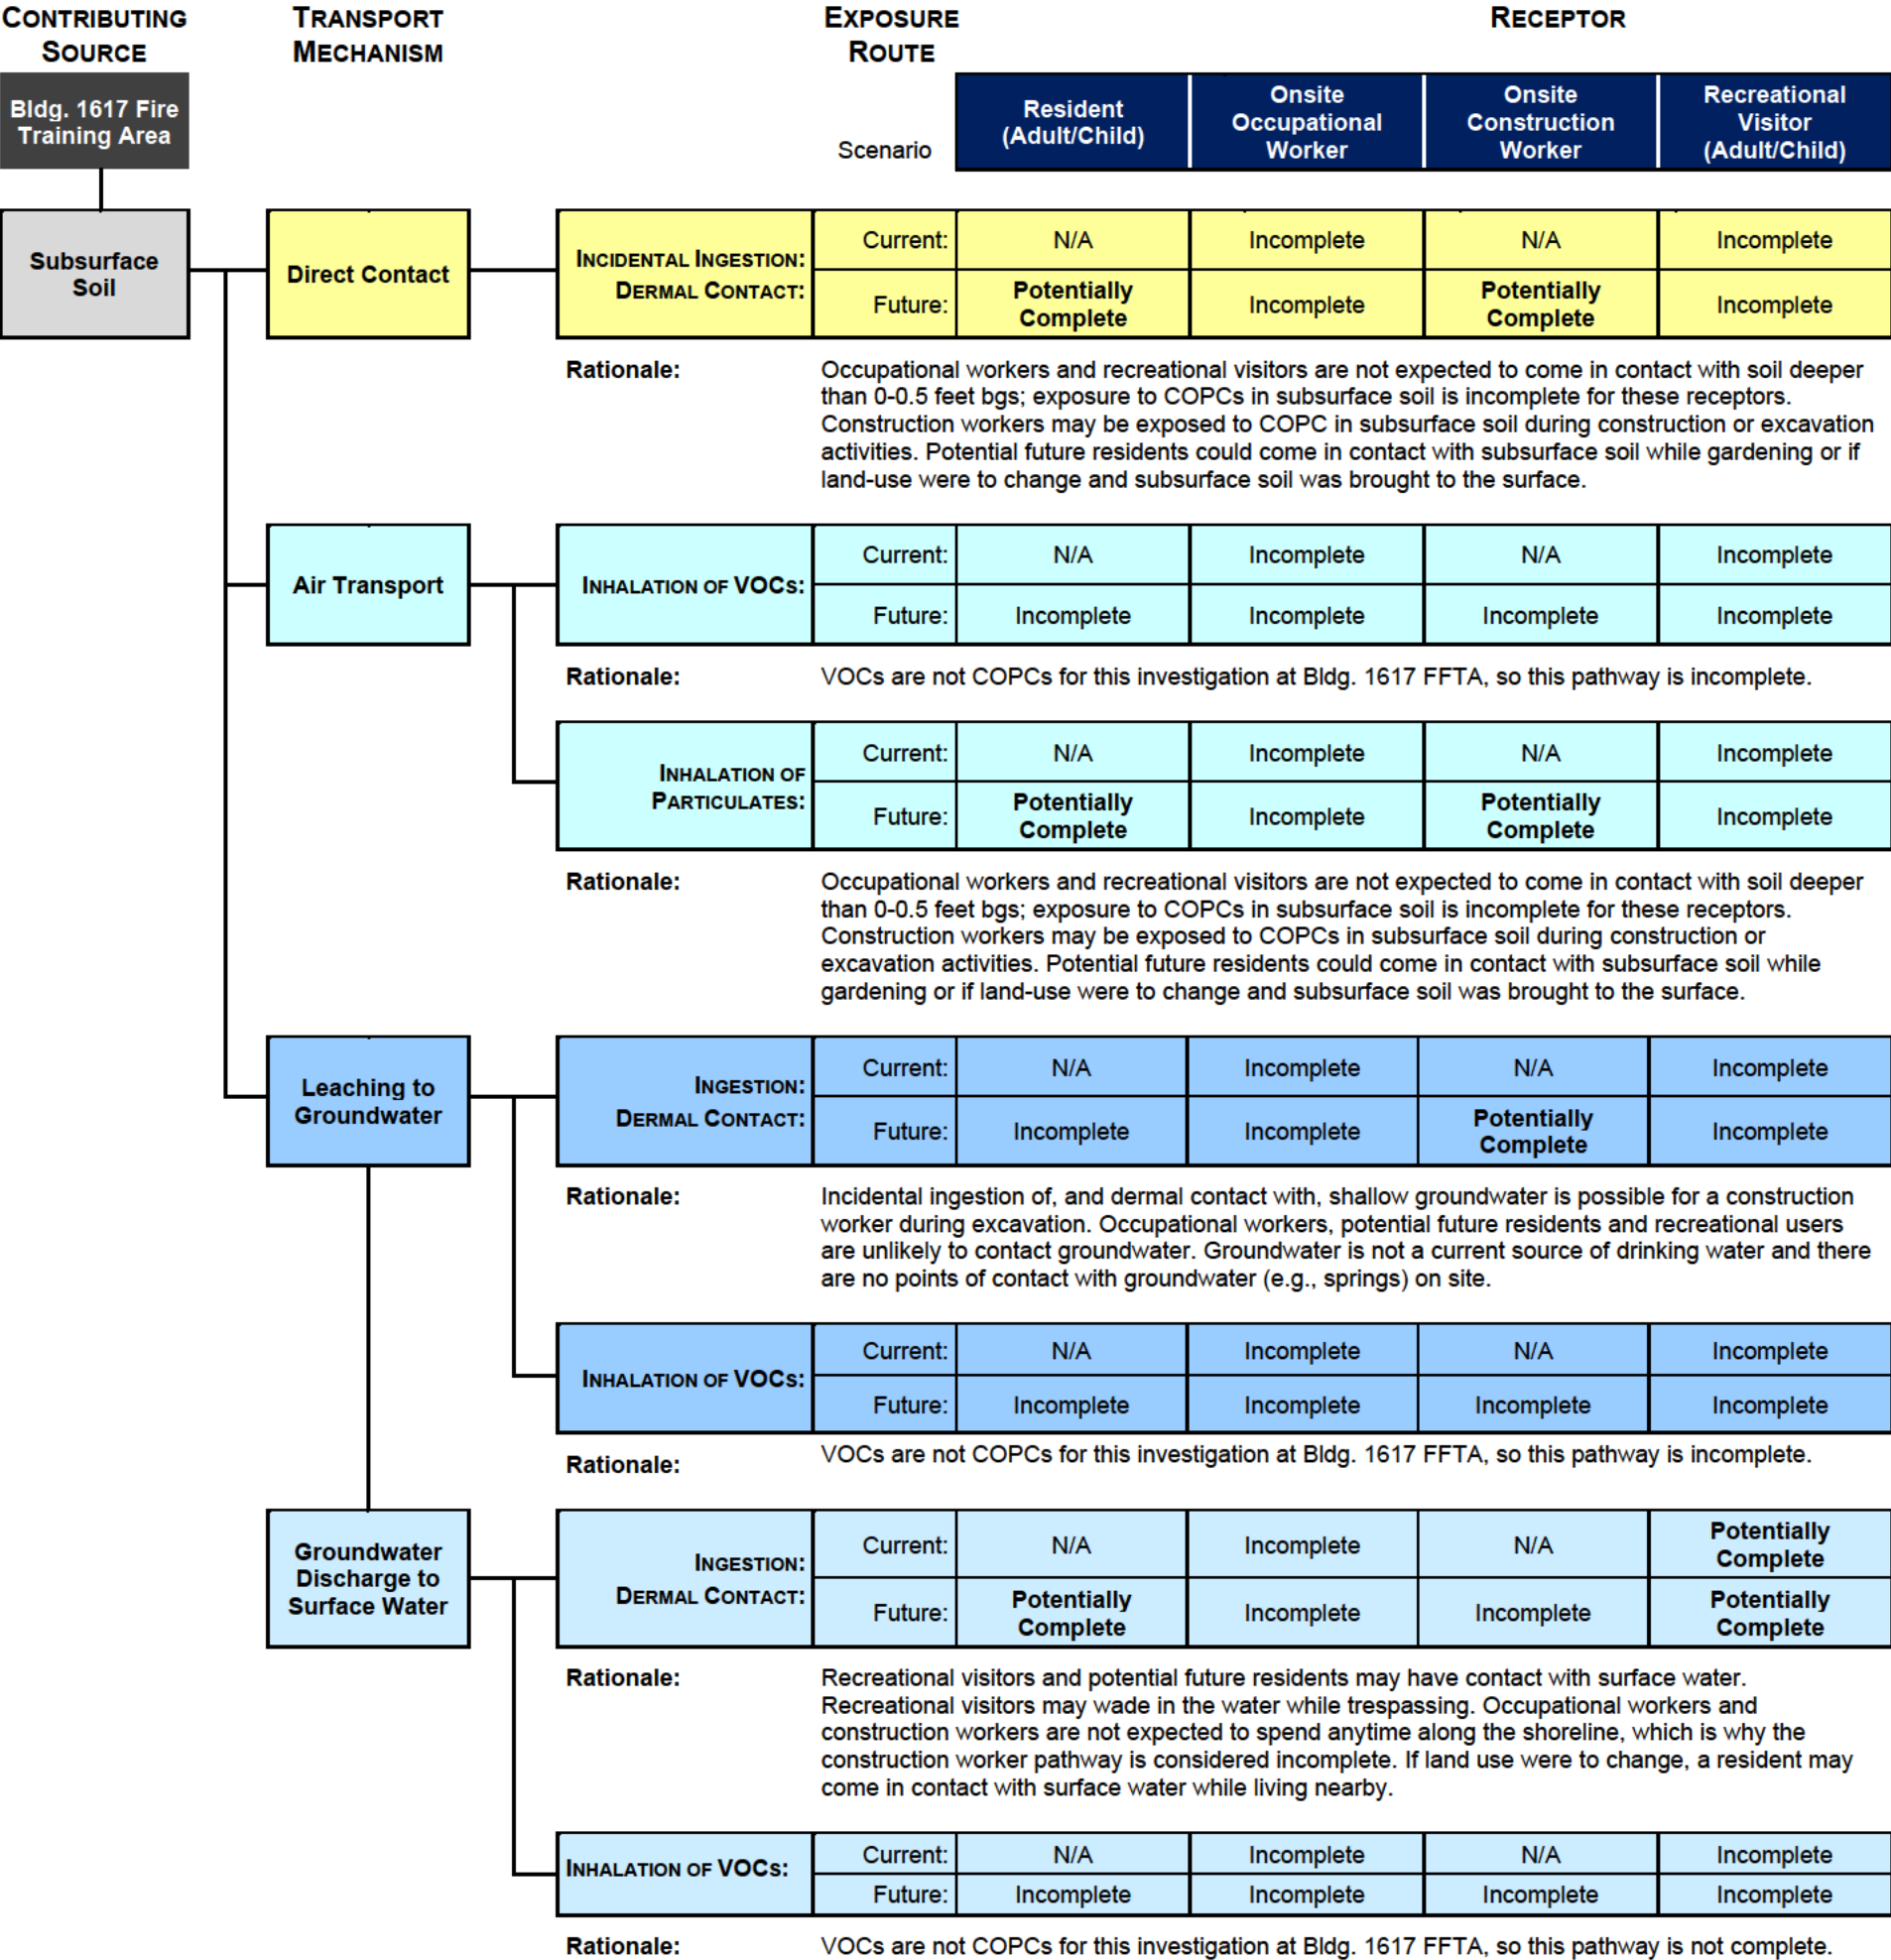 CONTRIBUTING SOURCE
TRANSPORT MECHANISM
EXPOSURE ROUTE
RECEPTOR
Bldg. 1617 Fire
Training Area
Scenario
Resident
(Adult/Child)
Onsite
Occupational
Worker
Onsite
Construction
Worker
Recreational
Visitor
(Adult/Child)
Subsurface
Soil
Direct Contact
INCIDENTAL INGESTION:
DERMAL CONTACT:
Current: N/A Incomplete N/A Incomplete
Future: Potentially Complete Incomplete Potentially Complete Incomplete
Rationale:
Occupational workers and recreational visitors are not expected to come in contact with soil deeper
than 0-0.5 feet bgs; exposure to COPCs in subsurface soil is incomplete for these receptors.
Construction workers may be exposed to COPC in subsurface soil during construction or excavation
activities. Potential future residents could come in contact with subsurface soil while gardening or if
land-use were to change and subsurface soil was brought to the surface.
Air Transport
INHALATION OF VOCS:
Current: N/A Incomplete N/A Incomplete
Future: Incomplete Incomplete Incomplete Incomplete
Rationale:
VOCs are not COPCs for this investigation at Bldg. 1617 FFTA, so this pathway is incomplete.
INHALATION OF
PARTICULATES:
Current: N/A Incomplete N/A Incomplete
Future: Potentially Complete Incomplete Potentially Complete Incomplete
Rationale:
Occupational workers and recreational visitors are not expected to come in contact with soil deeper
than 0-0.5 feet bgs; exposure to COPCs in subsurface soil is incomplete for these receptors.
Construction workers may be exposed to COPCs in subsurface soil during construction or
excavation activities. Potential future residents could come in contact with subsurface soil while
gardening or if land-use were to change and subsurface soil was brought to the surface.
Leaching to
Groundwater
INGESTION:
DERMAL CONTACT:
Current: N/A Incomplete N/A Incomplete
Future: Incomplete Incomplete Potentially Complete Incomplete
Rationale:
Incidental ingestion of, and dermal contact with, shallow groundwater is possible for a construction
worker during excavation. Occupational workers, potential future residents and recreational users
are unlikely to contact groundwater. Groundwater is not a current source of drinking water and there
are no points of contact with groundwater (e.g., springs) on site.
INHALATION OF VOCS:
Current: N/A Incomplete N/A Incomplete
Future: Incomplete Incomplete Incomplete Incomplete
Rationale:
VOCs are not COPCs for this investigation at Bldg. 1617 FFTA, so this pathway is incomplete.
Groundwater
Discharge to
Surface Water
INGESTION:
DERMAL CONTACT:
Current: N/A Incomplete N/A Potentially Complete
Future: Potentially Complete Incomplete Incomplete Potentially Complete
Rationale:
Recreational visitors and potential future residents may have contact with surface water.
Recreational visitors may wade in the water while trespassing. Occupational workers and
construction workers are not expected to spend anytime along the shoreline, which is why the
construction worker pathway is considered incomplete. If land use were to change, a resident may
come in contact with surface water while living nearby.
INHALATION OF VOCS:
Current: N/A Incomplete N/A Incomplete
Future: Incomplete Incomplete Incomplete Incomplete
Rationale:
VOCs are not COPCs for this investigation at Bldg. 1617 FFTA, so this pathway is not complete.